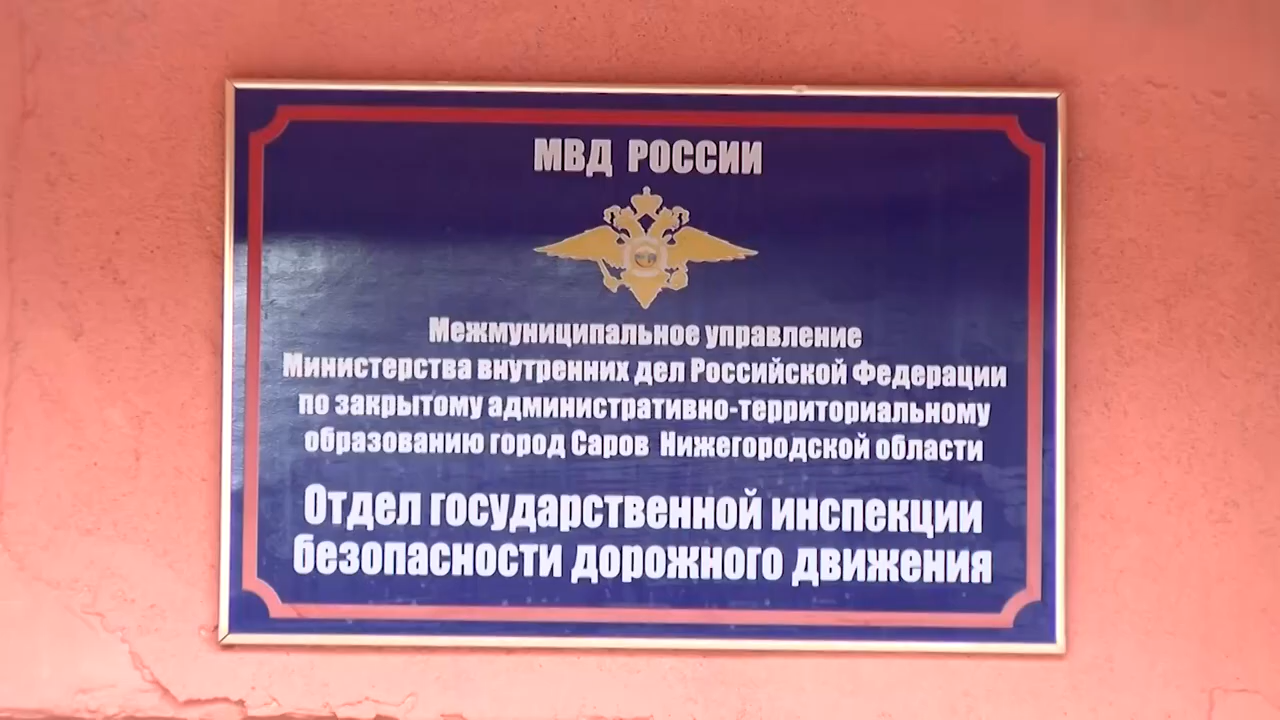 МВД РОССИИ
Межмуниципальное управление
Министерства внутренних дел Российской Федерации
по закрытому административно-территориальному
образованию город Саров Нижегородской области
Отдел государственной инспекции
безопасности дорожного движения